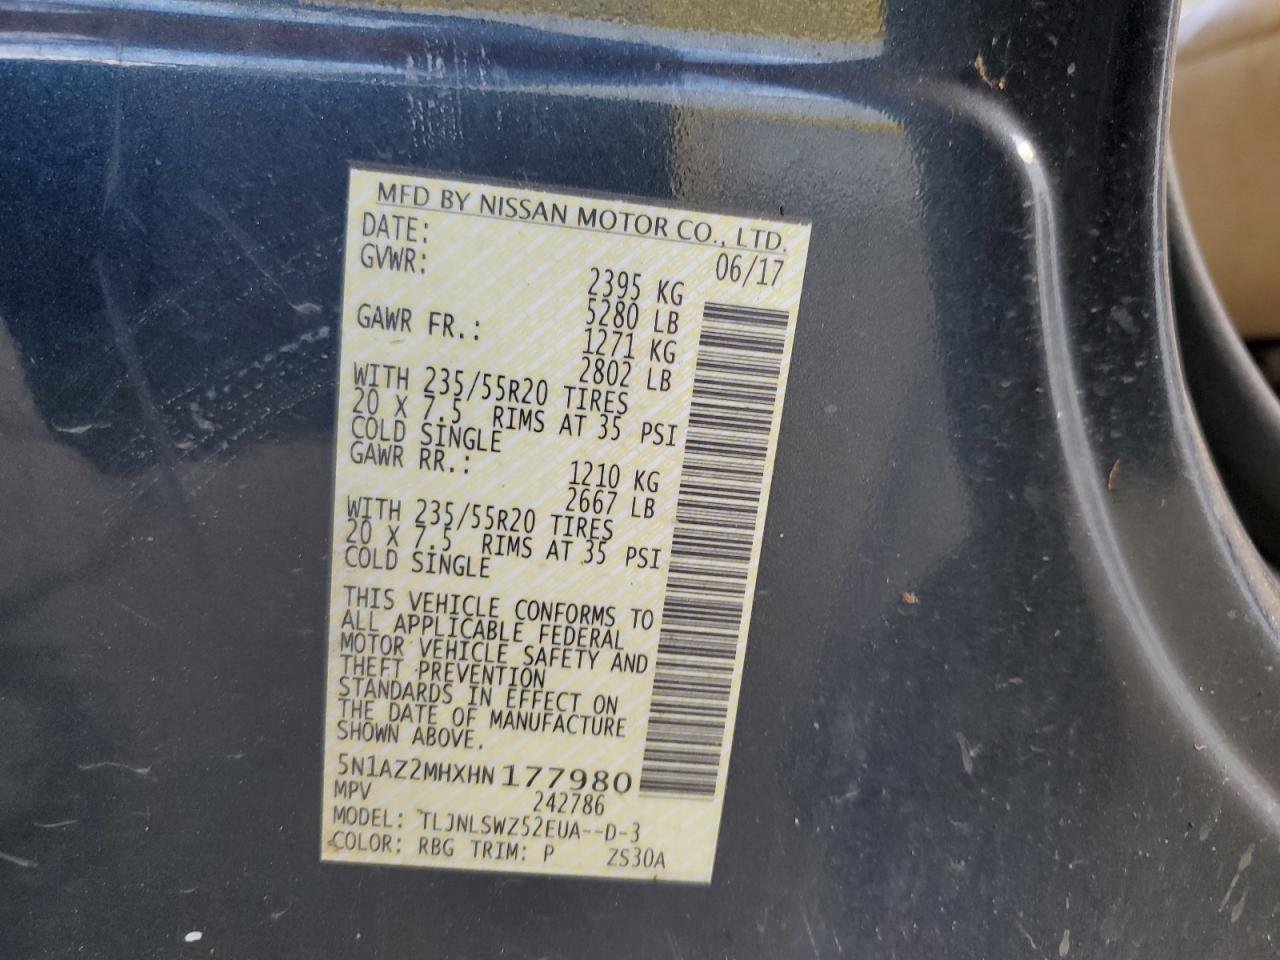 MFD BY NISSAN MOTOR CO., LTD.
DATE: 06/17
GVWR: 2395 KG
5280 LB
GAWR FR.: 1271 KG
2802 LB
WITH 235/55R20 TIRES
20 X 7.5 RIMS AT 35 PSI
COLD SINGLE
GAWR RR.: 1210 KG
2667 LB
WITH 235/55R20 TIRES
20 X 7.5 RIMS AT 35 PSI
COLD SINGLE
THIS VEHICLE CONFORMS TO
ALL APPLICABLE FEDERAL
MOTOR VEHICLE SAFETY AND
THEFT PREVENTION
STANDARDS IN EFFECT ON
THE DATE OF MANUFACTURE
SHOWN ABOVE.
5N1AZ2MHXHN177980
MPV 242786
MODEL: TLJNLSWZ52EUA--D-3
COLOR: RBG TRIM: P ZS30A